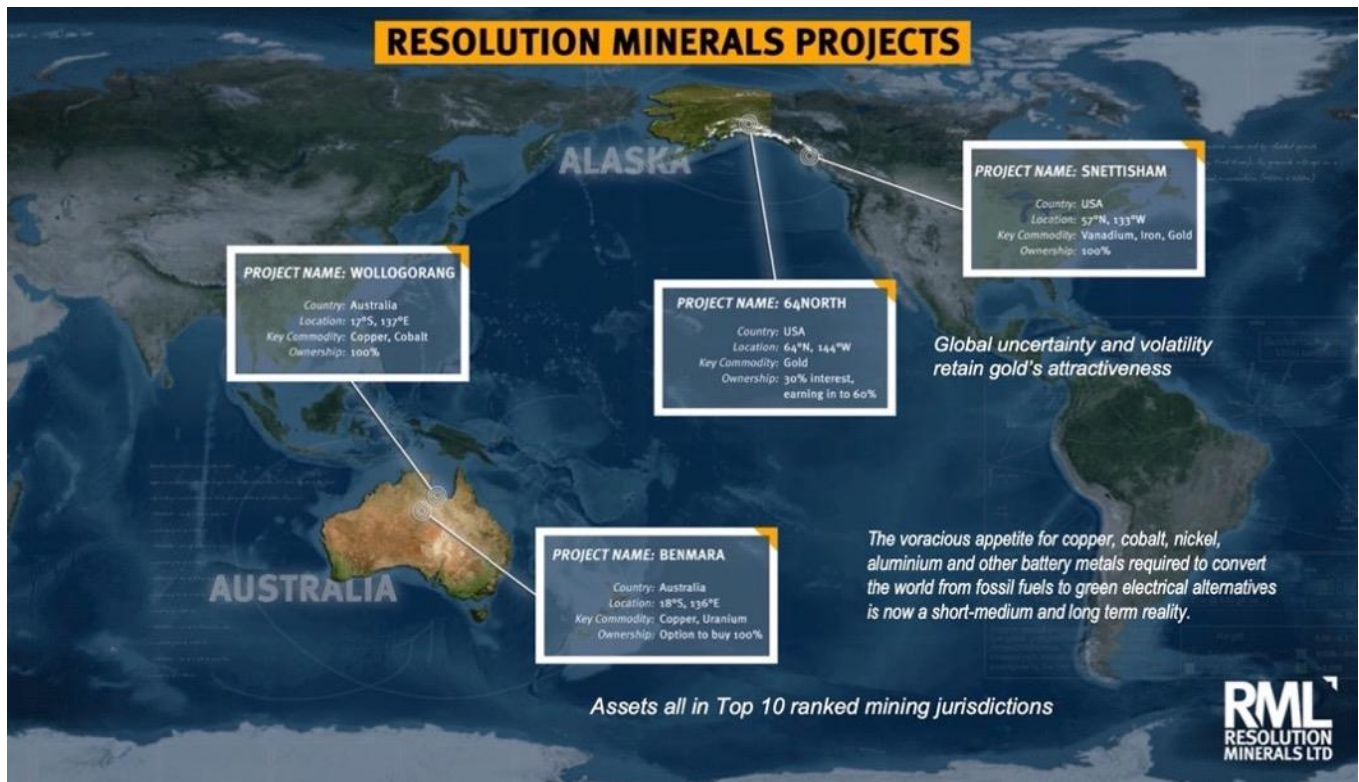 RESOLUTION MINERALS PROJECTS
ALASKA
PROJECT NAME: SNETTISHAM
Country: USA
Location: 57°N, 133°W
Key Commodity: Vanadium, Iron, Gold
Ownership: 100%
PROJECT NAME: WOLLOGORANG
Country: Australia
Location: 17°S, 137°E
Key Commodity: Copper, Cobalt
Ownership: 100%
PROJECT NAME: 64NORTH
Country: USA
Location: 64°N, 144°W
Key Commodity: Gold
Ownership: 30% interest,
earning in to 60%
Global uncertainty and volatility
retain gold's attractiveness
AUSTRALIA
PROJECT NAME: BENMARA
Country: Australia
Location: 18°S, 136°E
Key Commodity: Copper, Uranium
Ownership: Option to buy 100%
The voracious appetite for copper, cobalt, nickel,
aluminium and other battery metals required to convert
the world from fossil fuels to green electrical alternatives
is now a short-medium and long term reality.
Assets all in Top 10 ranked mining jurisdictions
RML
RESOLUTION
MINERALS LTD